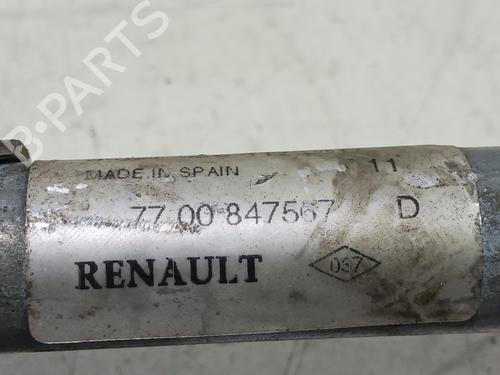 B-PARTS
MADE IN SPAIN 11
77 00 847567 D
RENAULT 037